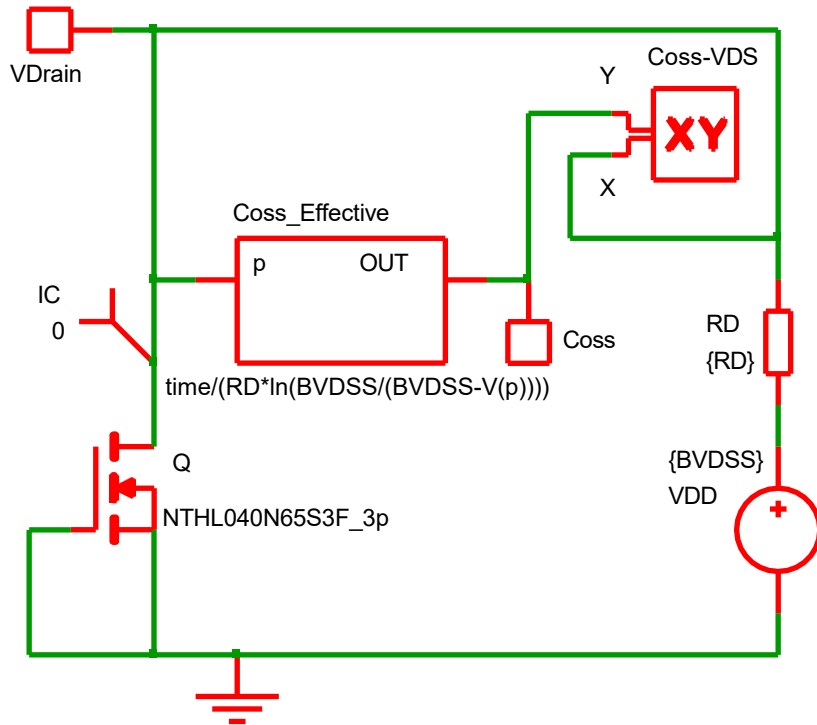 VDrain
Coss-VDS
Y
XY
X
Coss_Effective
p
OUT
IC
0
Coss
RD
{RD}
time/(RD*ln(BVDSS/(BVDSS-V(p))))
Q
{BVDSS}
VDD
NTHL040N65S3F_3p